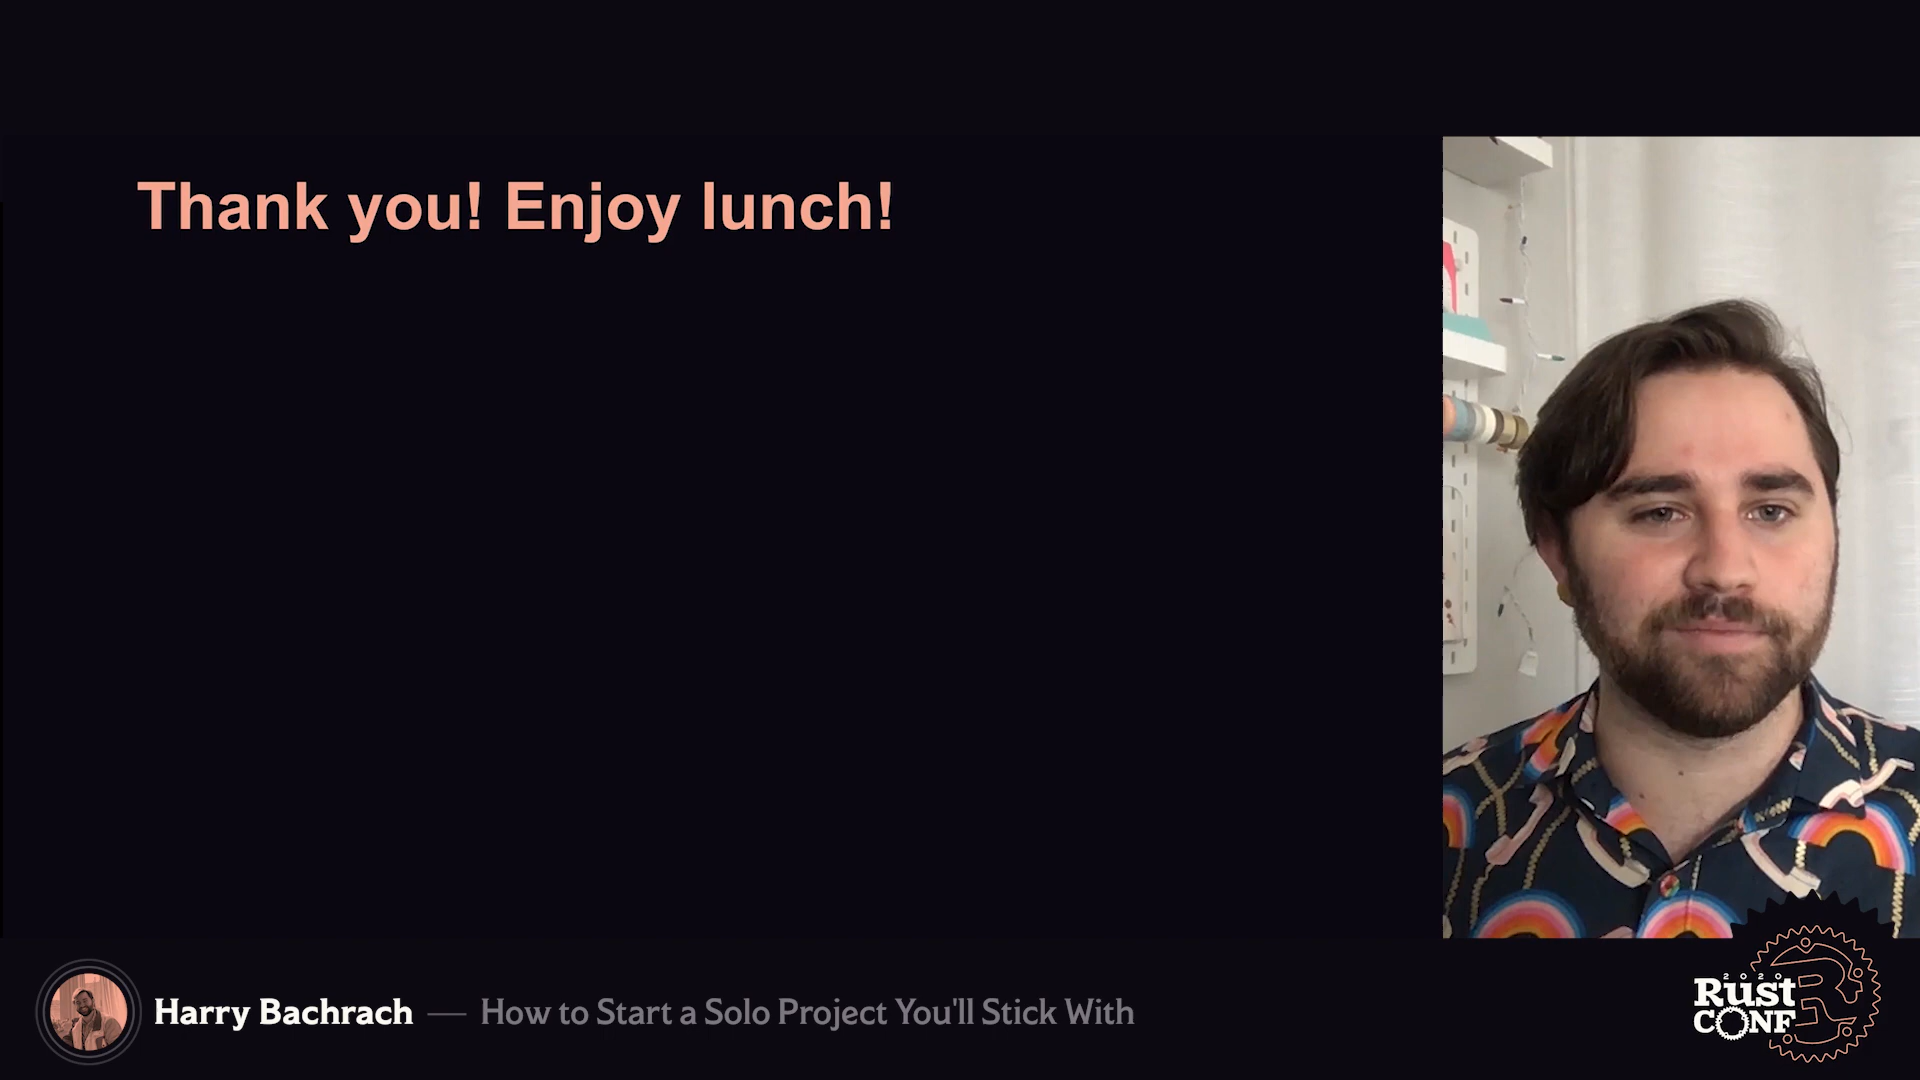 Thank you! Enjoy lunch!
Harry Bachrach — How to Start a Solo Project You'll Stick With
2020
Rust
CONF
R